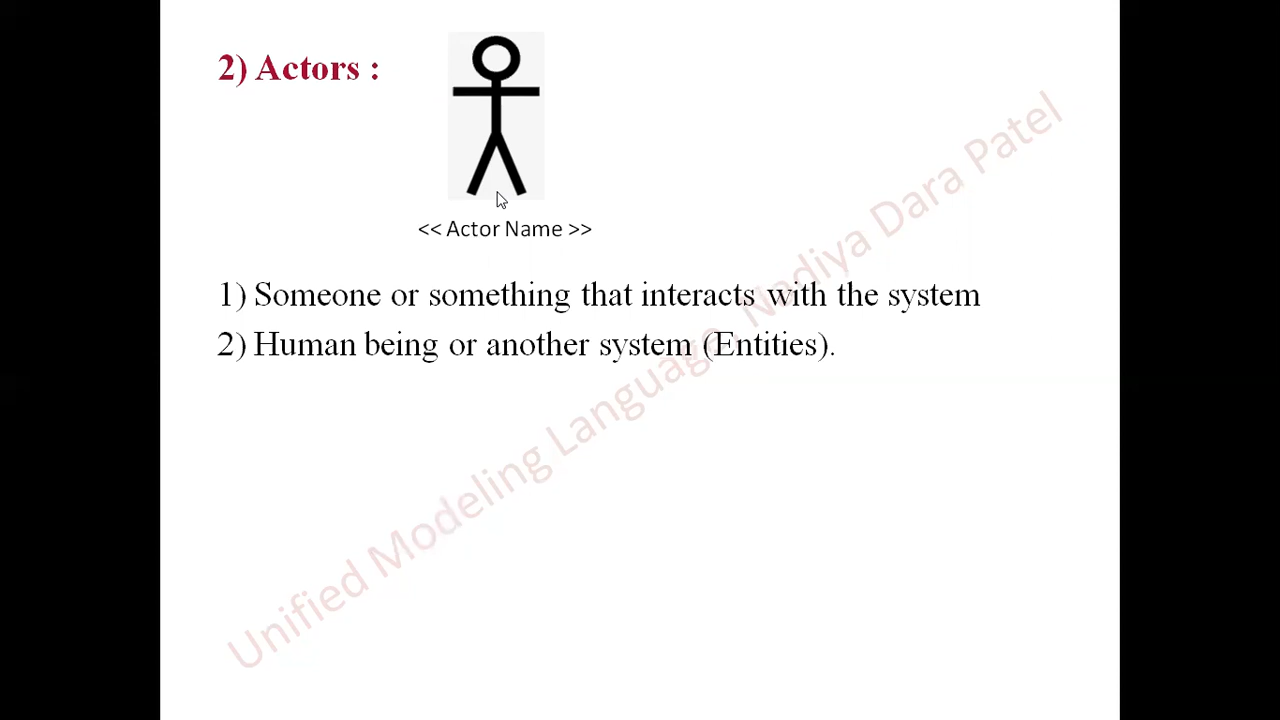 2) Actors :
<< Actor Name >>
1) Someone or something that interacts with the system
2) Human being or another system (Entities).
Unified Modeling Language, Nadiya Dara Patel